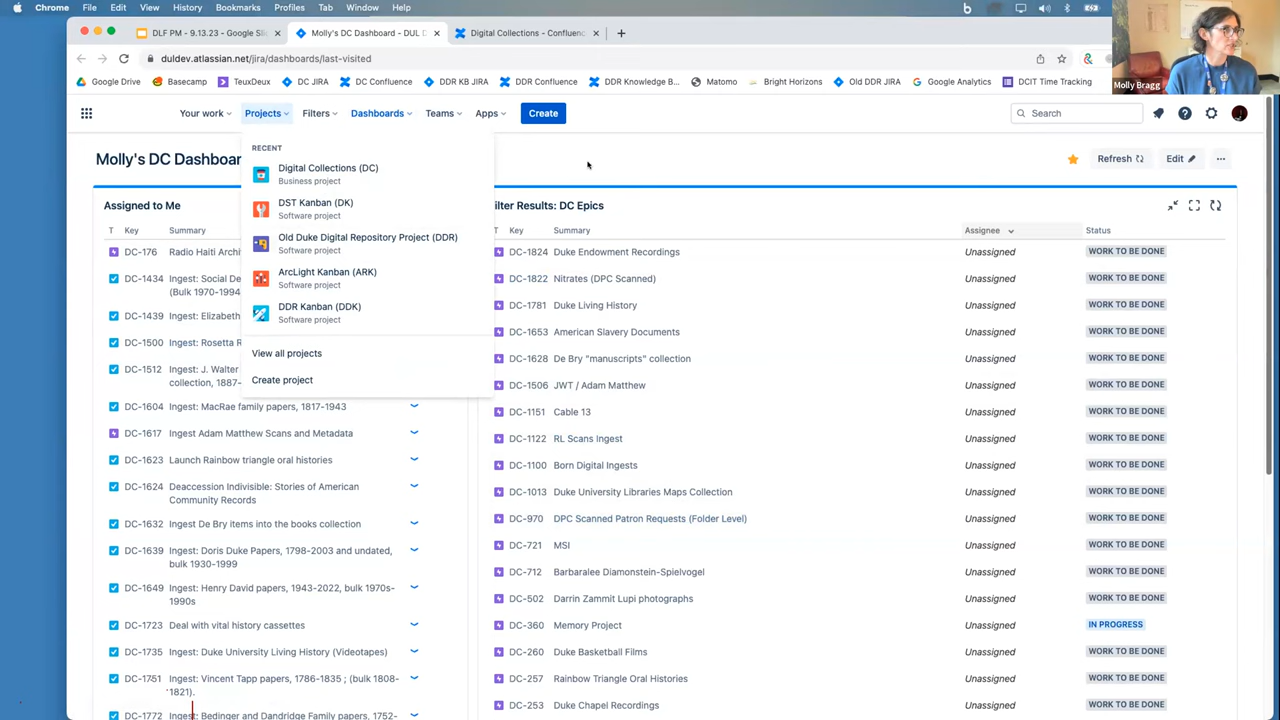 Chrome File Edit View History Bookmarks Profiles Tab Window Help
DLF PM - 9.13.23 - Google Sli
Molly's DC Dashboard - DUL D
Digital Collections - Confluenc
duldev.atlassian.net/jira/dashboards/last-visited
Google Drive Basecamp TeuxDeux DC JIRA DC Confluence DDR KB JIRA DDR Confluence DDR Knowledge B... Matomo Bright Horizons Old DDR JIRA Google Analytics DCIT Time Tracking
Molly Bragg
Your work Projects Filters Dashboards Teams Apps Create Search
Molly's DC Dashboar
Refresh Edit
RECENT
Digital Collections (DC)
Business project
DST Kanban (DK)
Software project
Old Duke Digital Repository Project (DDR)
Software project
ArcLight Kanban (ARK)
Software project
DDR Kanban (DDK)
Software project
View all projects
Create project
Assigned to Me
T Key Summary
DC-176 Radio Haiti Archi
DC-1434 Ingest: Social De
(Bulk 1970-1994
DC-1439 Ingest: Elizabeth
DC-1500 Ingest: Rosetta R
DC-1512 Ingest: J. Walter
collection, 1887-
DC-1604 Ingest: MacRae family papers, 1817-1943
DC-1617 Ingest Adam Matthew Scans and Metadata
DC-1623 Launch Rainbow triangle oral histories
DC-1624 Deaccession Indivisible: Stories of American
Community Records
DC-1632 Ingest De Bry items into the books collection
DC-1639 Ingest: Doris Duke Papers, 1798-2003 and undated,
bulk 1930-1999
DC-1649 Ingest: Henry David papers, 1943-2022, bulk 1970s-
1990s
DC-1723 Deal with vital history cassettes
DC-1735 Ingest: Duke University Living History (Videotapes)
DC-1751 Ingest: Vincent Tapp papers, 1786-1835 ; (bulk 1808-
1821).
DC-1772 Ingest: Bedinger and Dandridge Family papers, 1752-
ilter Results: DC Epics
T Key Summary Assignee Status
DC-1824 Duke Endowment Recordings Unassigned WORK TO BE DONE
DC-1822 Nitrates (DPC Scanned) Unassigned WORK TO BE DONE
DC-1781 Duke Living History Unassigned WORK TO BE DONE
DC-1653 American Slavery Documents Unassigned WORK TO BE DONE
DC-1628 De Bry "manuscripts" collection Unassigned WORK TO BE DONE
DC-1506 JWT / Adam Matthew Unassigned WORK TO BE DONE
DC-1151 Cable 13 Unassigned WORK TO BE DONE
DC-1122 RL Scans Ingest Unassigned WORK TO BE DONE
DC-1100 Born Digital Ingests Unassigned WORK TO BE DONE
DC-1013 Duke University Libraries Maps Collection Unassigned WORK TO BE DONE
DC-970 DPC Scanned Patron Requests (Folder Level) Unassigned WORK TO BE DONE
DC-721 MSI Unassigned WORK TO BE DONE
DC-712 Barbaralee Diamonstein-Spielvogel Unassigned WORK TO BE DONE
DC-502 Darrin Zammit Lupi photographs Unassigned WORK TO BE DONE
DC-360 Memory Project Unassigned IN PROGRESS
DC-260 Duke Basketball Films Unassigned WORK TO BE DONE
DC-257 Rainbow Triangle Oral Histories Unassigned WORK TO BE DONE
DC-253 Duke Chapel Recordings Unassigned WORK TO BE DONE